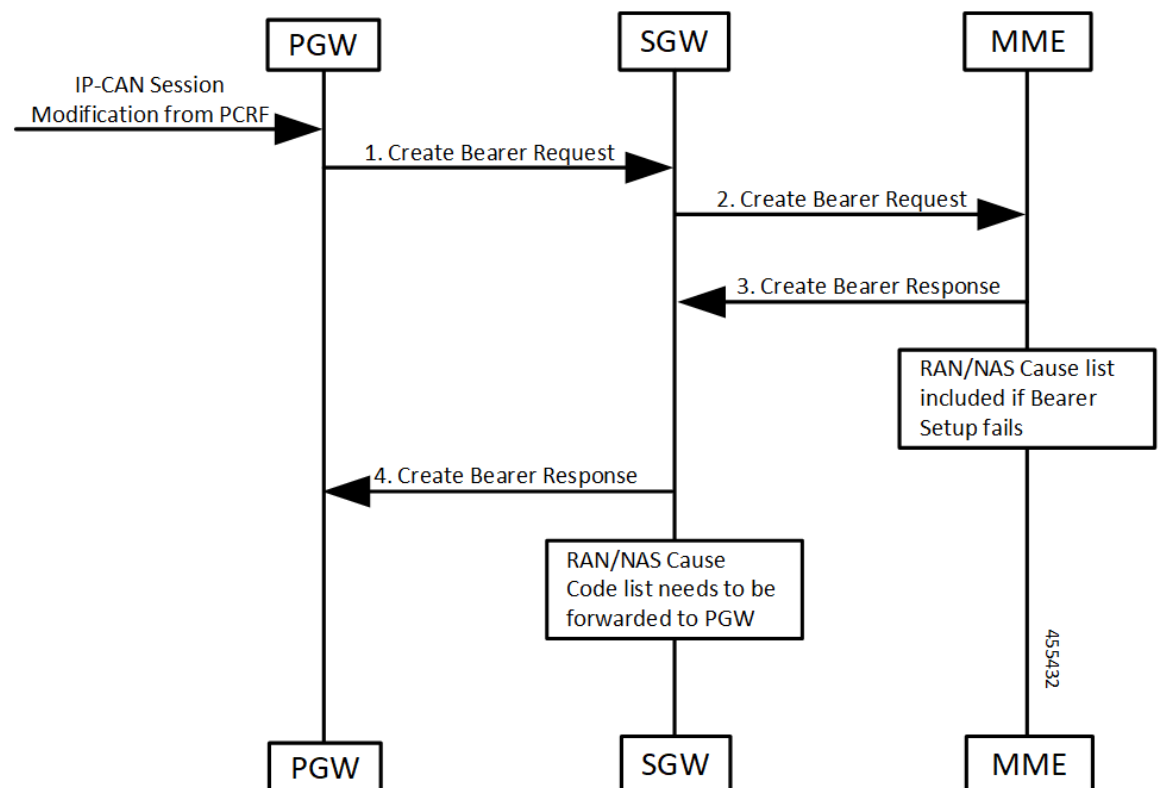 PGW
SGW
MME
IP-CAN Session
Modification from PCRF
1. Create Bearer Request
2. Create Bearer Request
3. Create Bearer Response
RAN/NAS Cause list
included if Bearer
Setup fails
4. Create Bearer Response
RAN/NAS Cause
Code list needs to be
forwarded to PGW
455432
PGW
SGW
MME